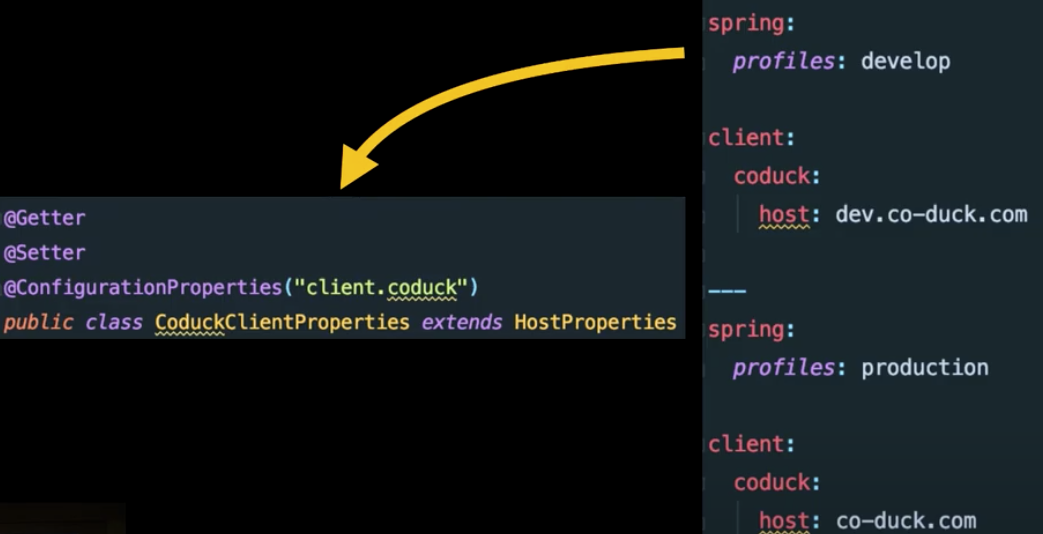 @Getter
@Setter
@ConfigurationProperties("client.coduck")
public class CoduckClientProperties extends HostProperties
spring:
  profiles: develop
client:
  coduck:
    host: dev.co-duck.com
---
spring:
  profiles: production
client:
  coduck:
    host: co-duck.com